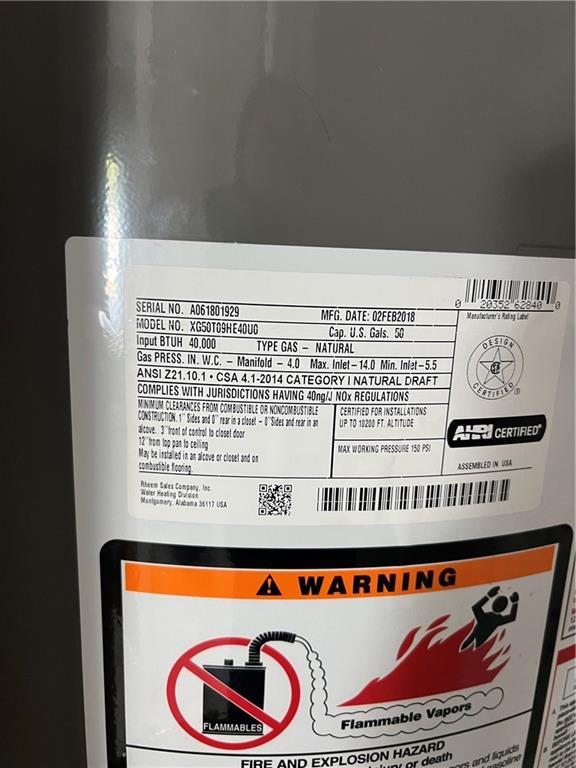 SERIAL NO. A061801929 MFG. DATE: 02FEB2018
MODEL NO. XG50T09HE40U0 Cap. U.S. Gals. 50
Input BTUH 40,000 TYPE GAS - NATURAL
Gas PRESS. IN. W.C. - Manifold - 4.0 Max. Inlet-14.0 Min. Inlet-5.5
ANSI Z21.10.1 • CSA 4.1-2014 CATEGORY I NATURAL DRAFT
COMPLIES WITH JURISDICTIONS HAVING 40ng/J NOx REGULATIONS
MINIMUM CLEARANCES FROM COMBUSTIBLE OR NONCOMBUSTIBLE
CONSTRUCTION. 1" Sides and 0" rear in a closet - 0" Sides and rear in an
alcove. 3" front of control to closet door
12" from top pan to ceiling
May be installed in an alcove or closet and on
combustible flooring.
CERTIFIED FOR INSTALLATIONS
UP TO 10200 FT. ALTITUDE
MAX WORKING PRESSURE 150 PSI
Rheem Sales Company, Inc.
Water Heating Division
Montgomery, Alabama 36117 USA
0 20352 62840 0
Manufacturer's Rating Label
DESIGN
CERTIFIED
AHRI CERTIFIED®
ASSEMBLED IN USA
WARNING
FLAMMABLES
Flammable Vapors
FIRE AND EXPLOSION HAZARD
injury or death
ors and liquids
gasoline